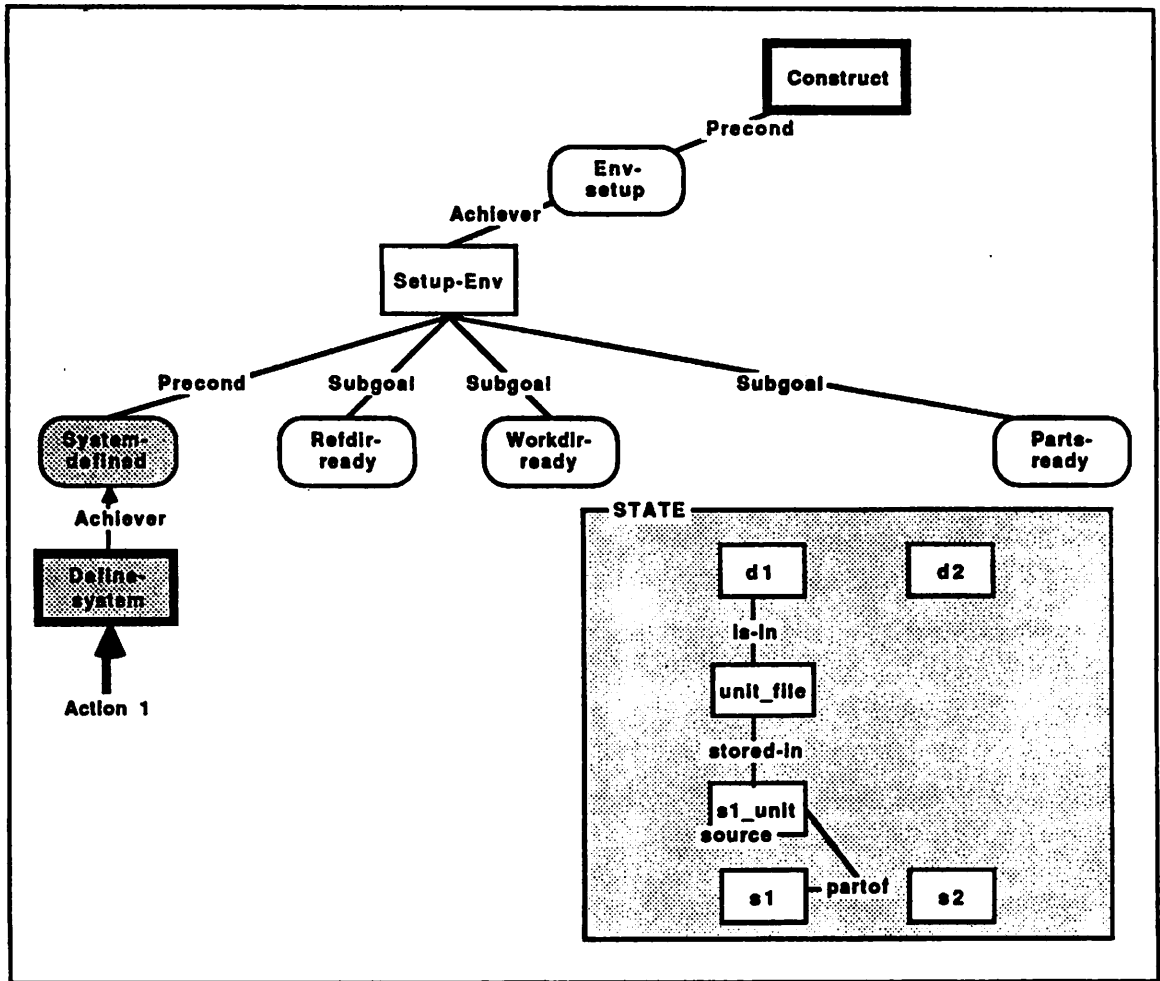 Construct
Precond
Env-
setup
Achiever
Setup-Env
Precond
Subgoal
Subgoal
Subgoal
System-
defined
Refdir-
ready
Workdir-
ready
Parts-
ready
Achiever
Define-
system
Action 1
STATE
d1
d2
is-in
unit_file
stored-in
s1_unit
source
s1
partof
s2